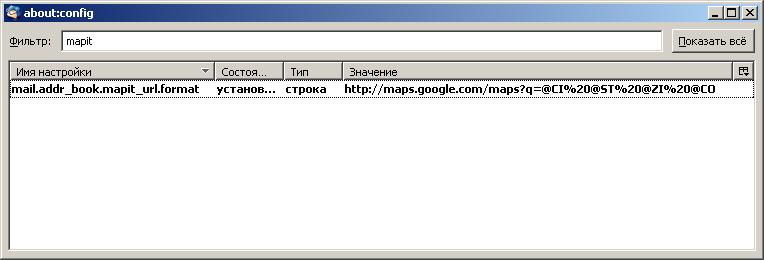 about:config
Фильтр: mapit Показать всё
Имя настройки Состоя... Тип Значение
mail.addr_book.mapit_url.format установ... строка http://maps.google.com/maps?q=@CI%20@ST%20@ZI%20@CO